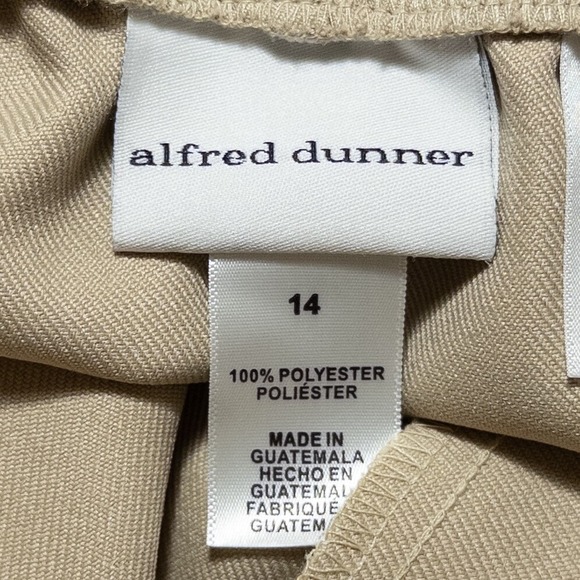 alfred dunner
14
100% POLYESTER
POLIÉSTER
MADE IN
GUATEMALA
HECHO EN
GUATEMAL
FABRIQUÉ
GUATEM